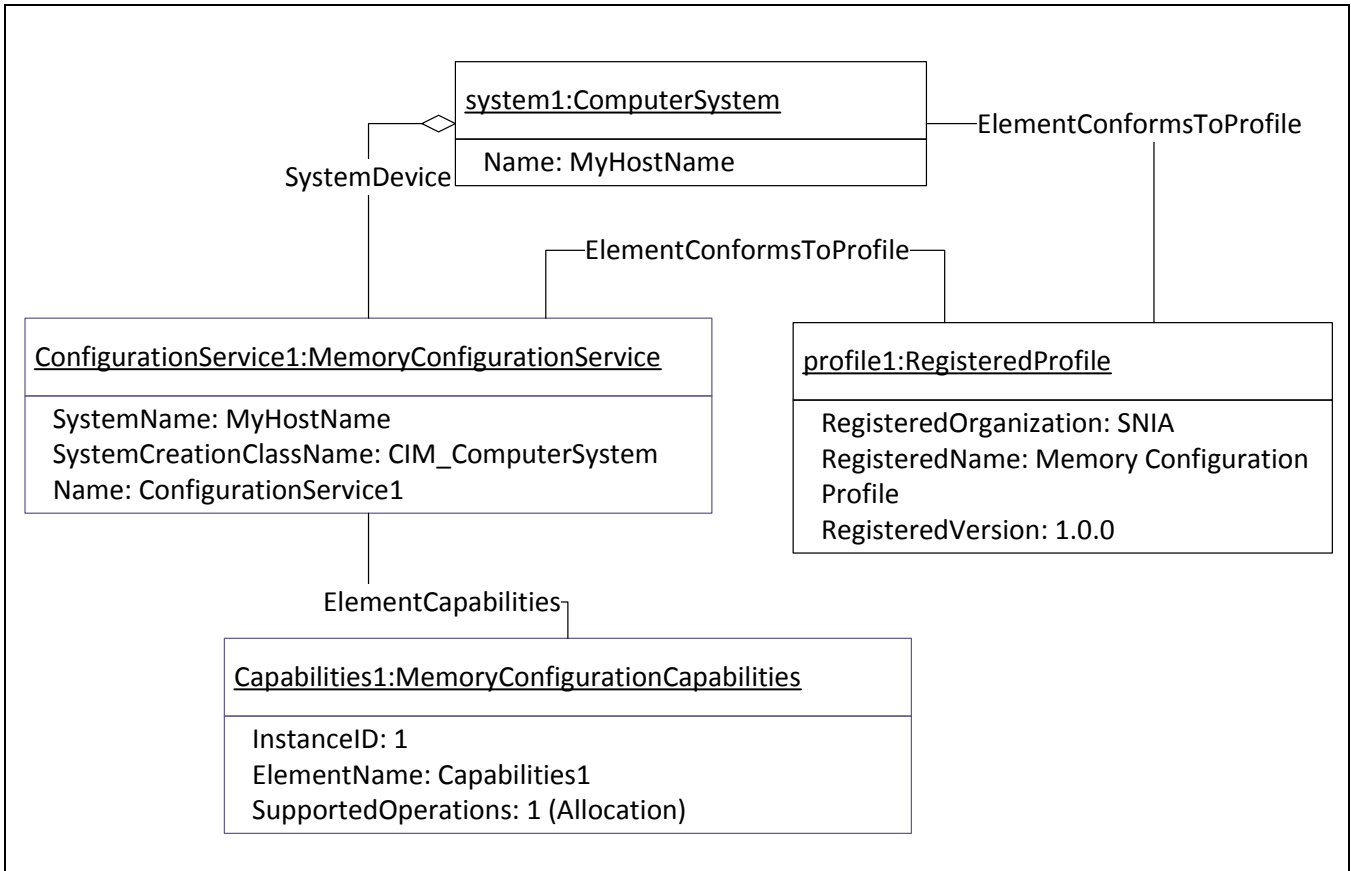 system1:ComputerSystem
Name: MyHostName
ElementConformsToProfile
SystemDevice
ElementConformsToProfile
ConfigurationService1:MemoryConfigurationService
SystemName: MyHostName
SystemCreationClassName: CIM_ComputerSystem
Name: ConfigurationService1
profile1:RegisteredProfile
RegisteredOrganization: SNIA
RegisteredName: Memory Configuration
Profile
RegisteredVersion: 1.0.0
ElementCapabilities
Capabilities1:MemoryConfigurationCapabilities
InstanceID: 1
ElementName: Capabilities1
SupportedOperations: 1 (Allocation)